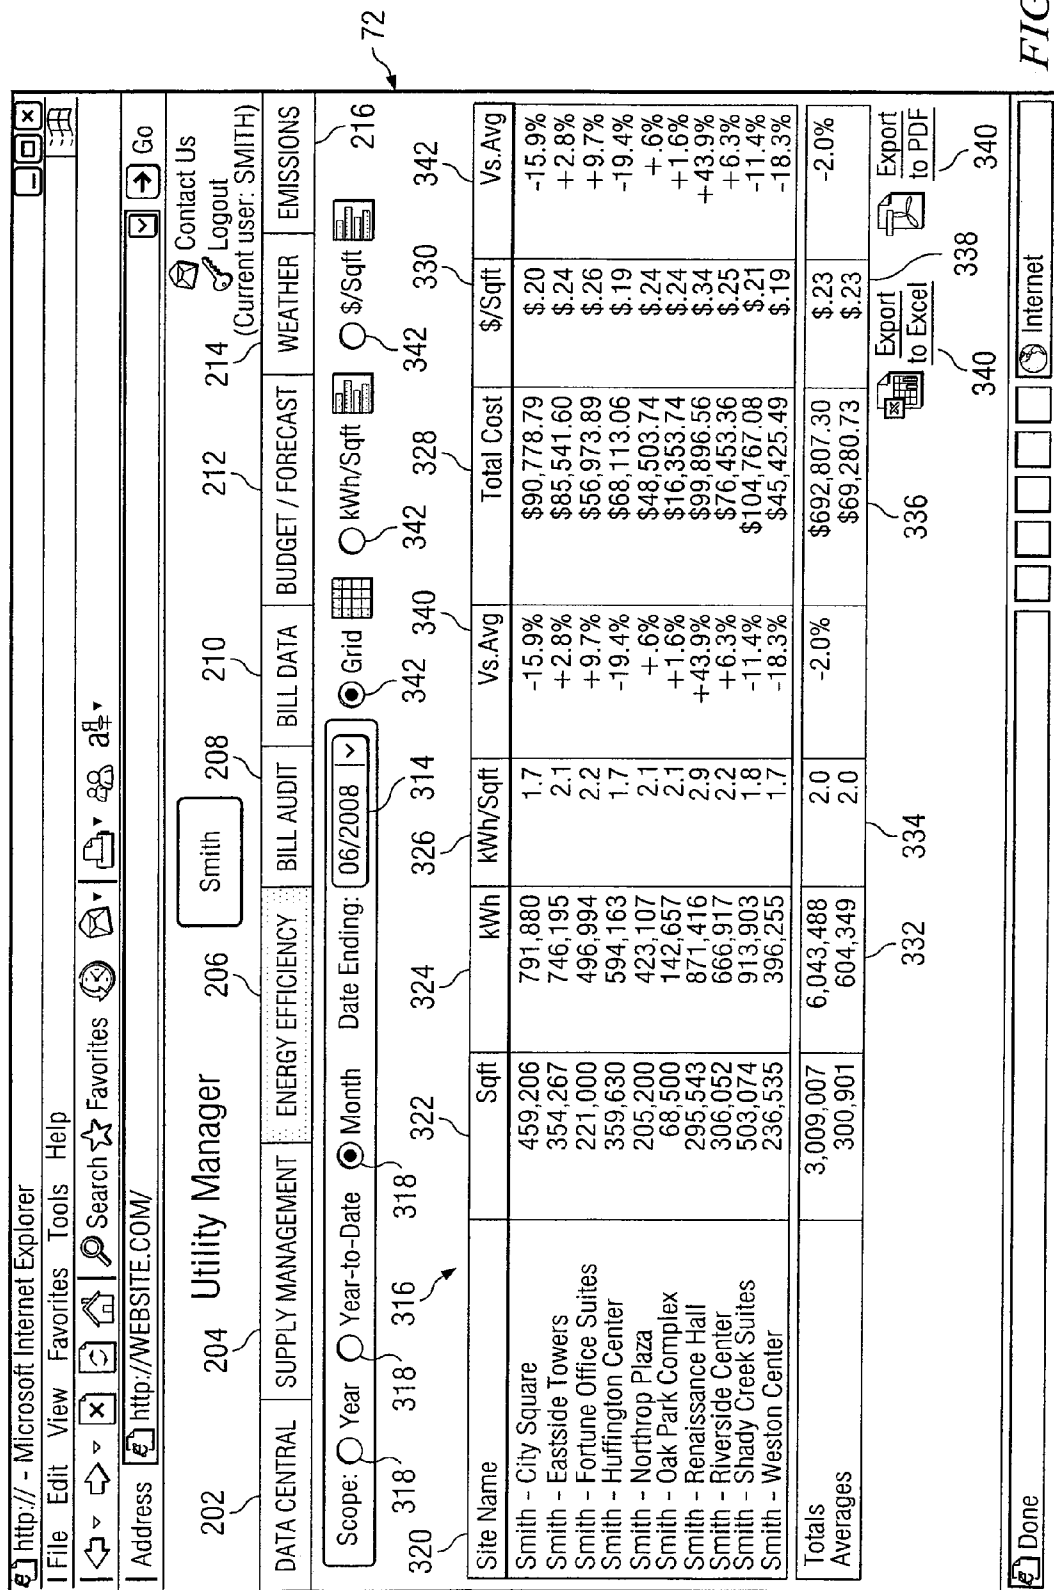 http:// - Microsoft Internet Explorer
File Edit View Favorites Tools Help
Search Favorites
Address http://WEBSITE.COM/ Go
Utility Manager
Smith
Contact Us
Logout
(Current user: SMITH)
202 204 206 208 210 212 214
DATA CENTRAL SUPPLY MANAGEMENT ENERGY EFFICIENCY BILL AUDIT BILL DATA BUDGET / FORECAST WEATHER EMISSIONS
216
72
Scope: Year Year-to-Date Month Date Ending: 06/2008 Grid kWh/Sqft $/Sqft
318 318 318 314 342 342 342
320 316 322 324 326 340 328 330 342
Site Name Sqft kWh kWh/Sqft Vs.Avg Total Cost $/Sqft Vs.Avg
Smith - City Square 459,206 791,880 1.7 -15.9% $90,778.79 $.20 -15.9%
Smith - Eastside Towers 354,267 746,195 2.1 +2.8% $85,541.60 $.24 +2.8%
Smith - Fortune Office Suites 221,000 496,994 2.2 +9.7% $56,973.89 $.26 +9.7%
Smith - Huffington Center 359,630 594,163 1.7 -19.4% $68,113.06 $.19 -19.4%
Smith - Northrop Plaza 205,200 423,107 2.1 +.6% $48,503.74 $.24 +.6%
Smith - Oak Park Complex 68,500 142,657 2.1 +1.6% $16,353.74 $.24 +1.6%
Smith - Renaissance Hall 295,543 871,416 2.9 +43.9% $99,896.56 $.34 +43.9%
Smith - Riverside Center 306,052 666,917 2.2 +6.3% $76,453.36 $.25 +6.3%
Smith - Shady Creek Suites 503,074 913,903 1.8 -11.4% $104,767.08 $.21 -11.4%
Smith - Weston Center 236,535 396,255 1.7 -18.3% $45,425.49 $.19 -18.3%
Totals 3,009,007 6,043,488 2.0 -2.0% $692,807.30 $.23 -2.0%
Averages 300,901 604,349 2.0 $69,280.73 $.23
332 334 336 338
Export to Excel
Export to PDF
340 340
Done Internet
FIG